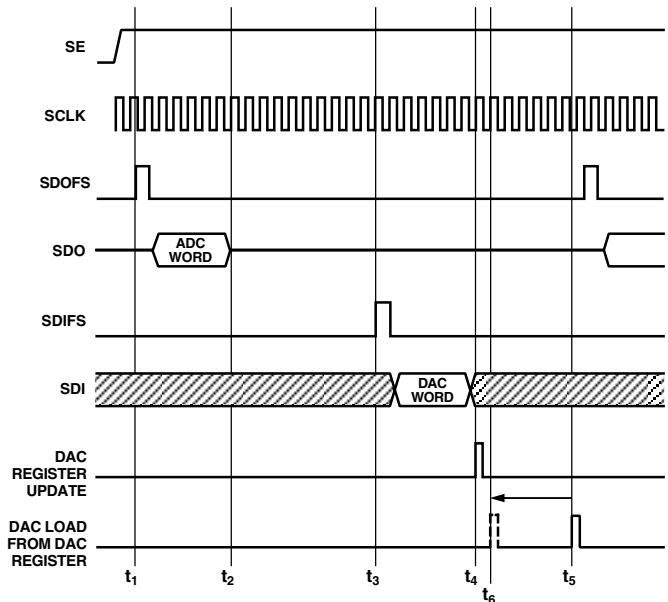 SE
SCLK
SDOFS
SDO
ADC
WORD
SDIFS
SDI
DAC
WORD
DAC
REGISTER
UPDATE
DAC LOAD
FROM DAC
REGISTER
t1
t2
t3
t4
t5
t6